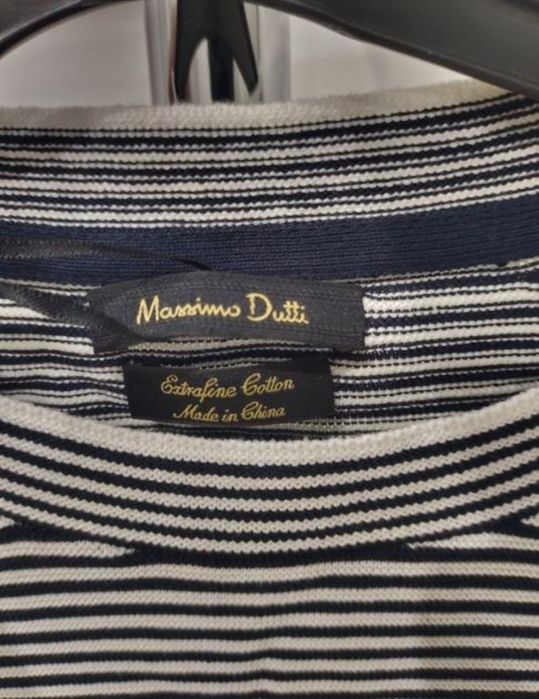 Massimo Dutti
Extrafine Cotton
Made in China